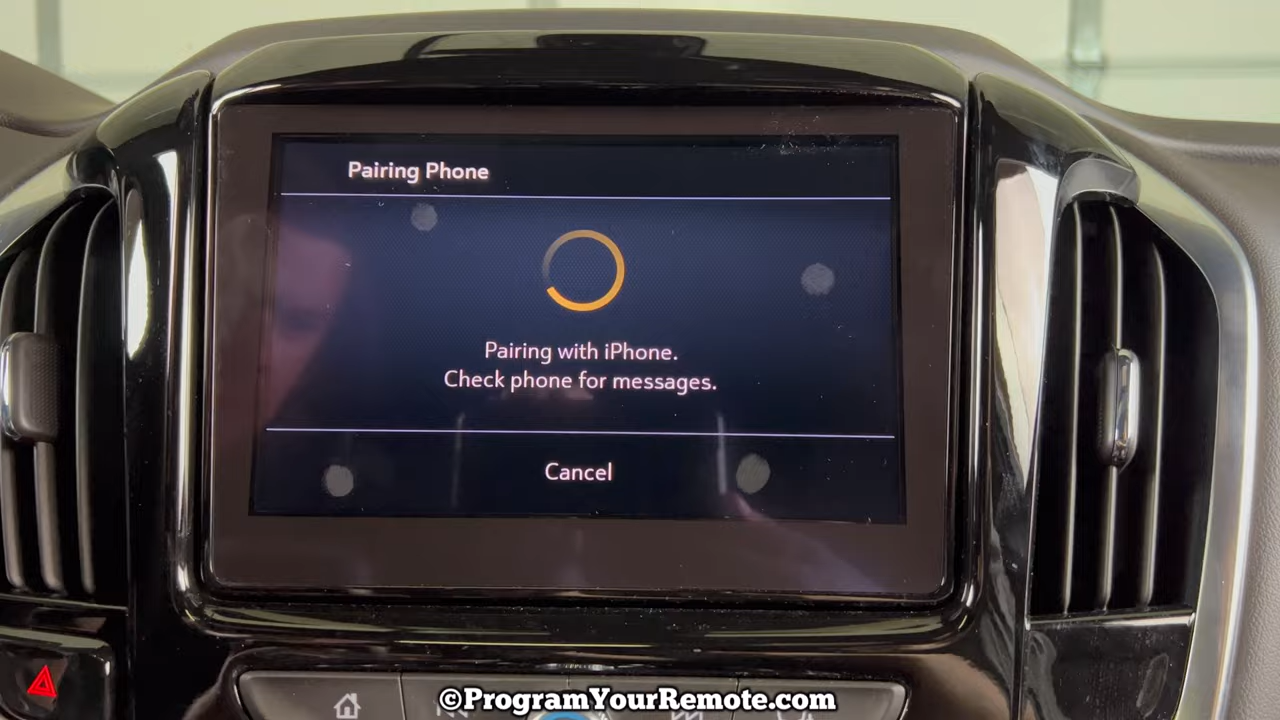 Pairing Phone
Pairing with iPhone.
Check phone for messages.
Cancel
©ProgramYourRemote.com